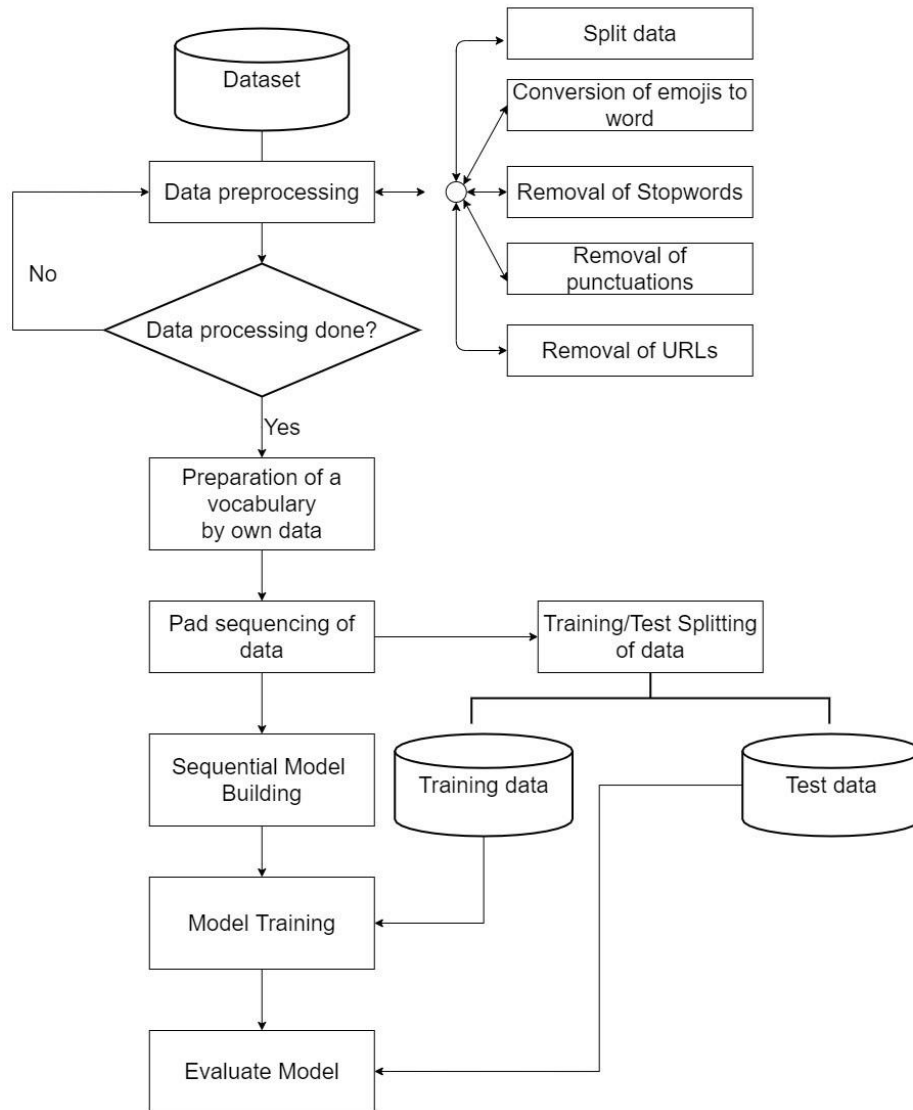 Split data
Dataset
Conversion of emojis to
word
Data preprocessing
Removal of Stopwords
Removal of
punctuations
No
Data processing done?
Removal of URLs
Yes
Preparation of a
vocabulary
by own data
Pad sequencing of
data
Training/Test Splitting
of data
Sequential Model
Building
Training data
Test data
Model Training
Evaluate Model